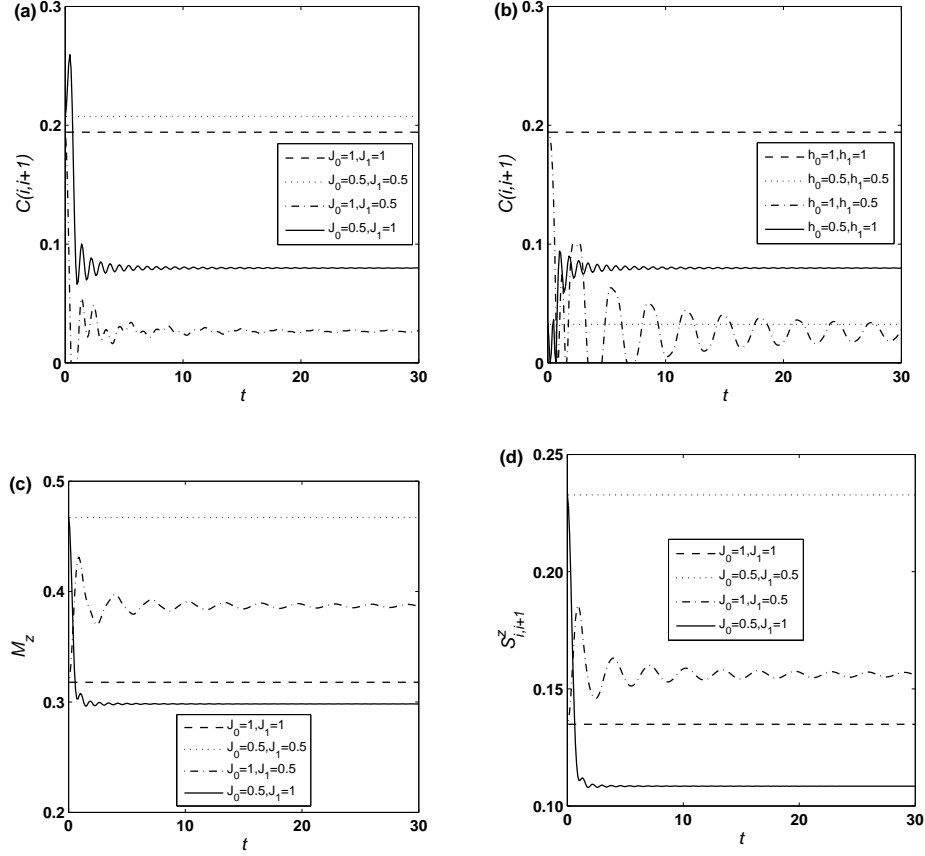 (a)
0.3
0.2
0.1
0
C(i,i+1)
J₀=1,J₁=1
J₀=0.5,J₁=0.5
J₀=1,J₁=0.5
J₀=0.5,J₁=1
0 10 20 30
t
(b)
0.3
0.2
0.1
0
C(i,i+1)
h₀=1,h₁=1
h₀=0.5,h₁=0.5
h₀=1,h₁=0.5
h₀=0.5,h₁=1
0 10 20 30
t
(c)
0.5
0.4
0.3
0.2
M_z
J₀=1,J₁=1
J₀=0.5,J₁=0.5
J₀=1,J₁=0.5
J₀=0.5,J₁=1
0 10 20 30
t
(d)
0.25
0.20
0.15
0.10
S^z_{i,i+1}
J₀=1,J₁=1
J₀=0.5,J₁=0.5
J₀=1,J₁=0.5
J₀=0.5,J₁=1
0 10 20 30
t